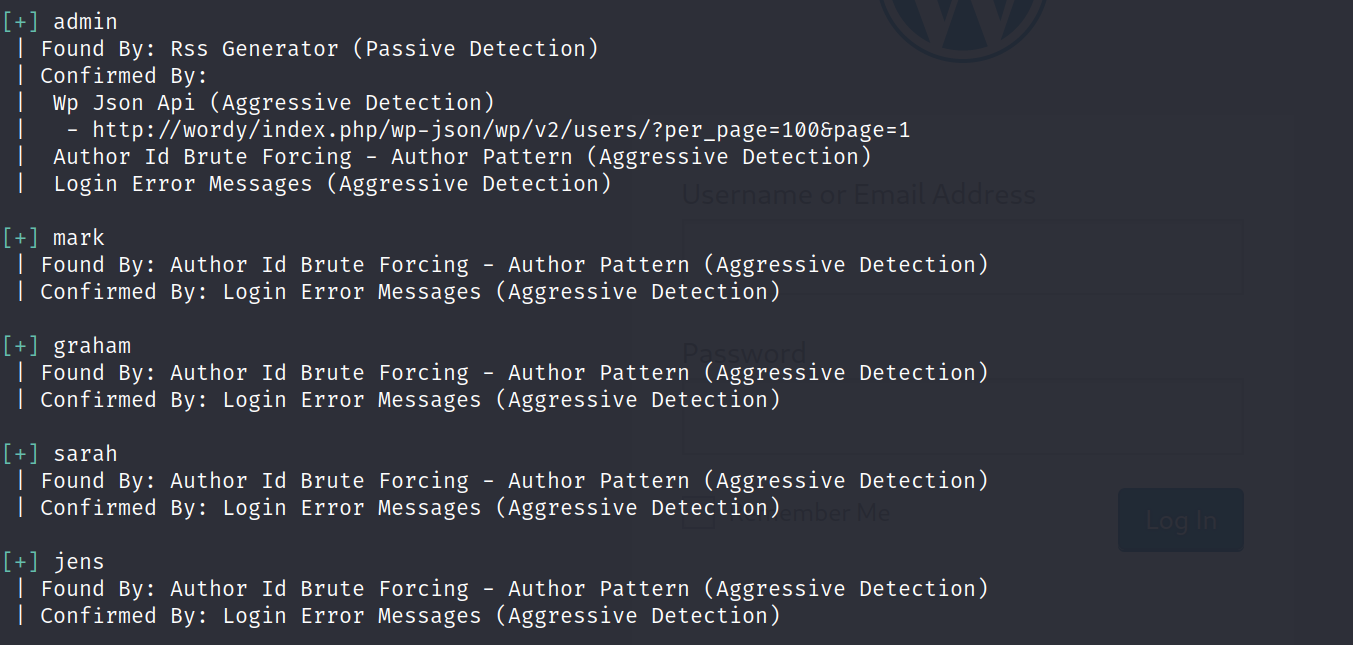 [+] admin
 | Found By: Rss Generator (Passive Detection)
 | Confirmed By:
 |  Wp Json Api (Aggressive Detection)
 |   - http://wordy/index.php/wp-json/wp/v2/users/?per_page=100&page=1
 |  Author Id Brute Forcing - Author Pattern (Aggressive Detection)
 |  Login Error Messages (Aggressive Detection)
Username or Email Address
[+] mark
 | Found By: Author Id Brute Forcing - Author Pattern (Aggressive Detection)
 | Confirmed By: Login Error Messages (Aggressive Detection)
[+] graham
Password
 | Found By: Author Id Brute Forcing - Author Pattern (Aggressive Detection)
 | Confirmed By: Login Error Messages (Aggressive Detection)
[+] sarah
 | Found By: Author Id Brute Forcing - Author Pattern (Aggressive Detection)
 | Confirmed By: Login Error Messages (Aggressive Detection)
Remember Me
Log In
[+] jens
 | Found By: Author Id Brute Forcing - Author Pattern (Aggressive Detection)
 | Confirmed By: Login Error Messages (Aggressive Detection)